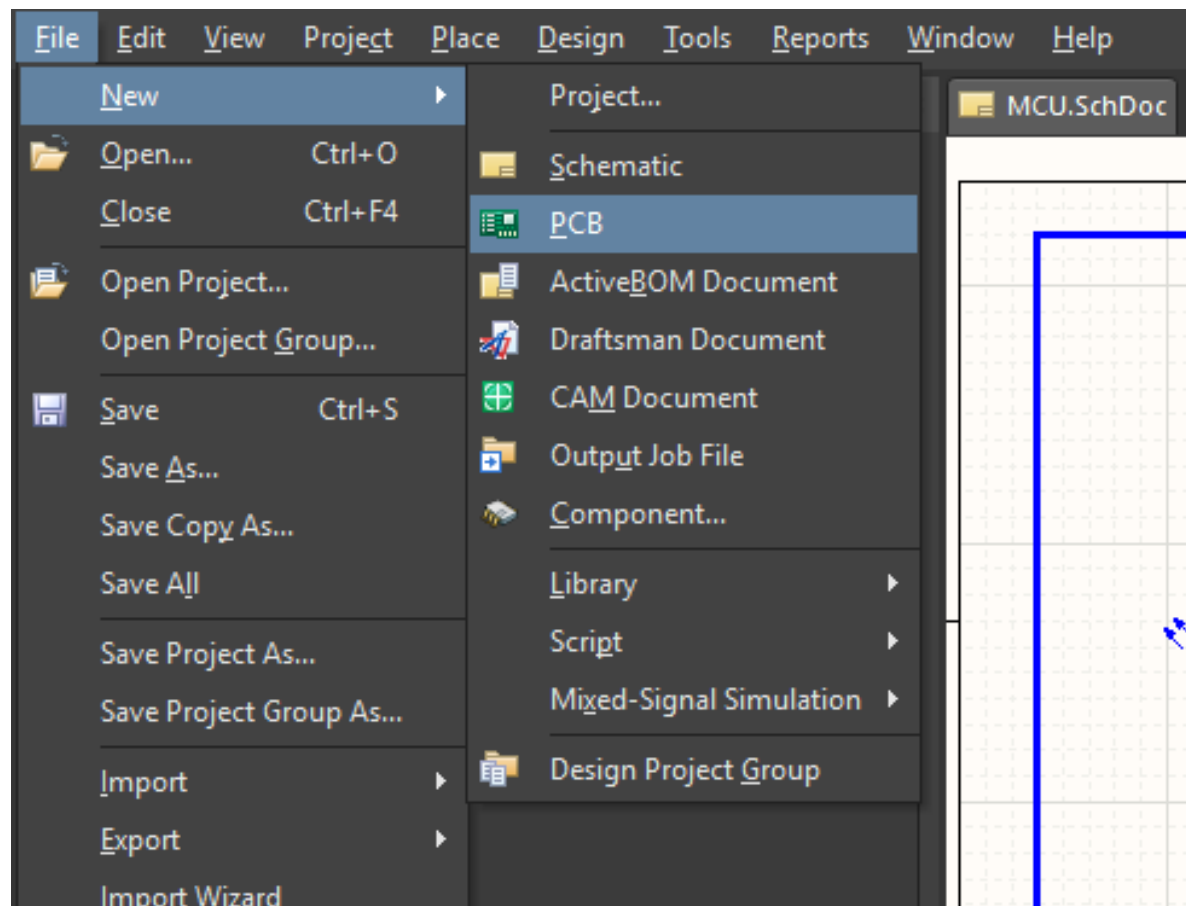 File Edit View Project Place Design Tools Reports Window Help
New
Open... Ctrl+O
Close Ctrl+F4
Open Project...
Open Project Group...
Save Ctrl+S
Save As...
Save Copy As...
Save All
Save Project As...
Save Project Group As...
Import
Export
Import Wizard
Project...
Schematic
PCB
ActiveBOM Document
Draftsman Document
CAM Document
Output Job File
Component...
Library
Script
Mixed-Signal Simulation
Design Project Group
MCU.SchDoc